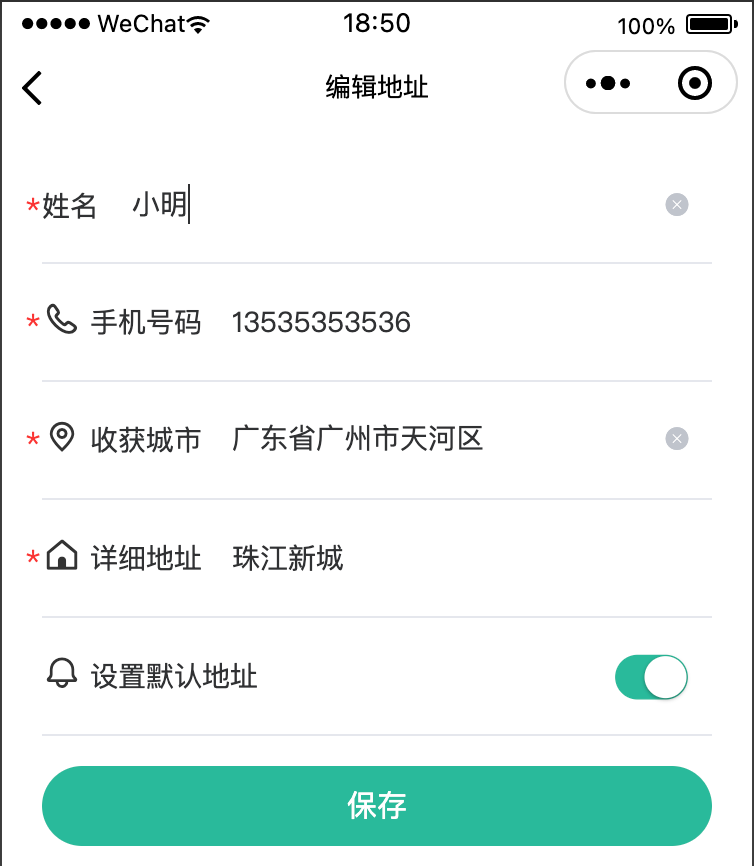 WeChat 18:50 100%
编辑地址
*姓名 小明
*手机号码 13535353536
*收获城市 广东省广州市天河区
*详细地址 珠江新城
设置默认地址
保存